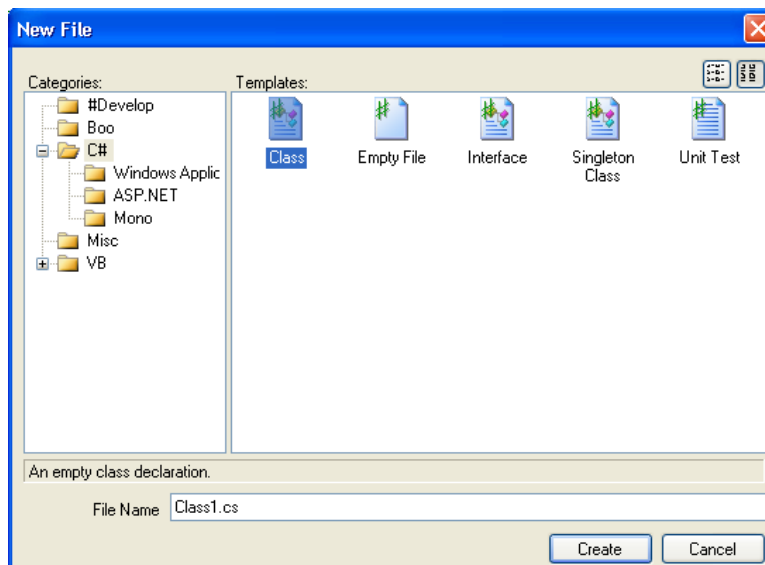 New File
Categories:
Templates:
#Develop
Boo
C#
Windows Applic
ASP.NET
Mono
Misc
VB
Class
Empty File
Interface
Singleton
Class
Unit Test
An empty class declaration.
File Name
Class1.cs
Create
Cancel